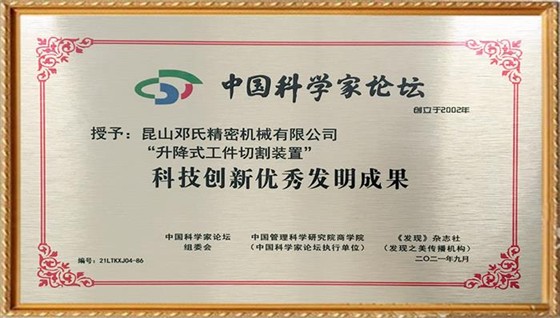 中国科学家论坛
创立于2002年
授予：昆山邓氏精密机械有限公司
“升降式工件切割装置”
科技创新优秀发明成果
中国科学家论坛 中国管理科学研究院商学院 《发现》杂志社
组委会 （中国科学家论坛执行单位） （发现之美传播机构）
编号：21LTKXJ04-86 二〇二一年九月